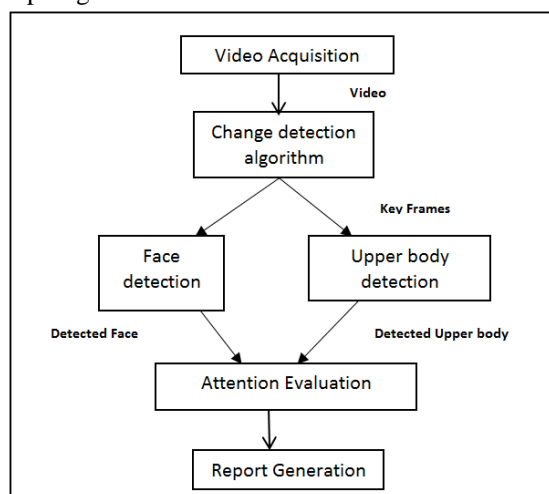 Video Acquisition
Video
Change detection
algorithm
Key Frames
Face
detection
Upper body
detection
Detected Face
Detected Upper body
Attention Evaluation
Report Generation